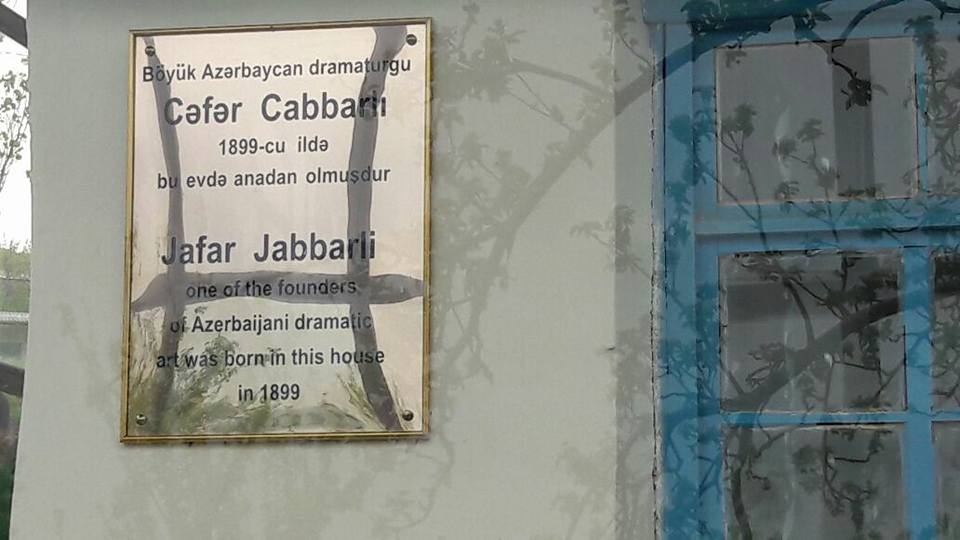 Böyük Azərbaycan dramaturgu
Cəfər Cabbarlı
1899-cu ildə
bu evdə anadan olmuşdur
Jafar Jabbarli
one of the founders
of Azerbaijani dramatic
art was born in this house
in 1899